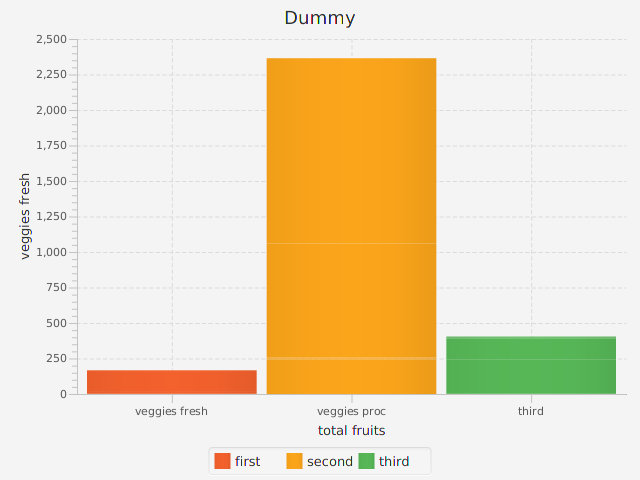 Dummy
2,500
2,250
2,000
1,750
1,500
1,250
1,000
750
500
250
0
veggies fresh
veggies fresh veggies proc third
total fruits
first second third